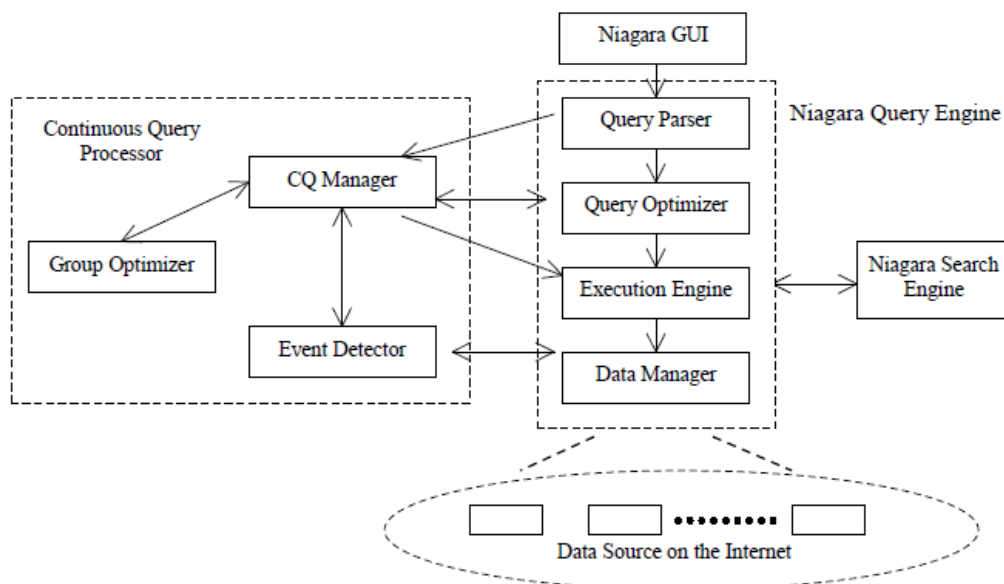 Niagara GUI
Continuous Query
Processor
Query Parser
Niagara Query Engine
CQ Manager
Query Optimizer
Group Optimizer
Execution Engine
Niagara Search
Engine
Event Detector
Data Manager
Data Source on the Internet